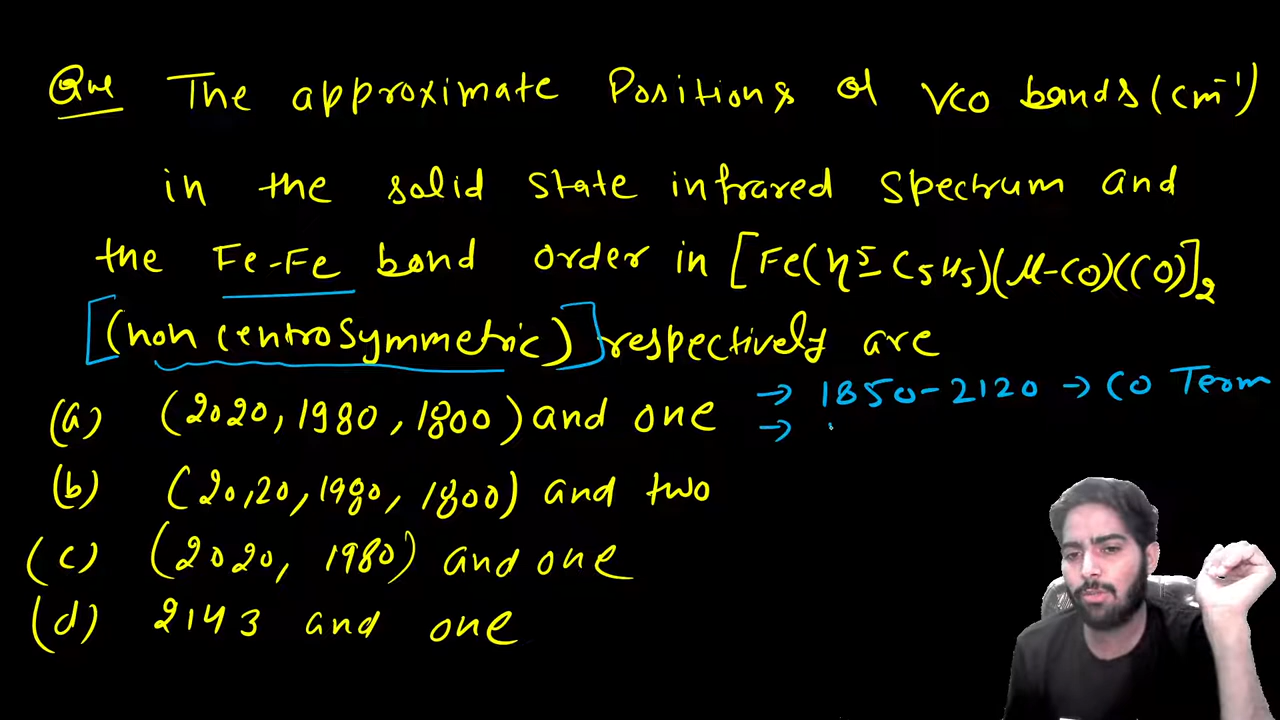 Que The approximate Positions of νCO bands (cm⁻¹)
in the solid state infrared spectrum and
the Fe-Fe bond order in [Fe(η⁵-C₅H₅)(μ-CO)(CO)]₂
(non centrosymmetric) respectively are
(a) (2020, 1980, 1800) and one
→ 1850-2120 → CO Term
→
(b) (20,20, 1980, 1800) and two
(c) (2020, 1980) and one
(d) 2143 and one